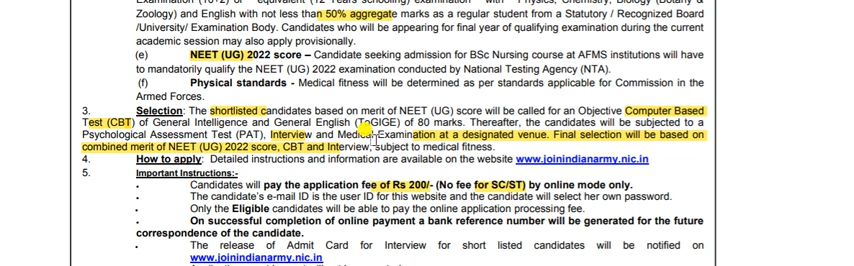 Examination (10+2) or equivalent (12 Years schooling) examination with Physics, Chemistry, Biology (Botany &
Zoology) and English with not less than 50% aggregate marks as a regular student from a Statutory / Recognized Board
/University/ Examination Body. Candidates who will be appearing for final year of qualifying examination during the current
academic session may also apply provisionally.
(e) NEET (UG) 2022 score – Candidate seeking admission for BSc Nursing course at AFMS institutions will have
to mandatorily qualify the NEET (UG) 2022 examination conducted by National Testing Agency (NTA).
(f) Physical standards - Medical fitness will be determined as per standards applicable for Commission in the
Armed Forces.
3. Selection: The shortlisted candidates based on merit of NEET (UG) score will be called for an Objective Computer Based
Test (CBT) of General Intelligence and General English (ToGIGE) of 80 marks. Thereafter, the candidates will be subjected to a
Psychological Assessment Test (PAT), Interview and Medical Examination at a designated venue. Final selection will be based on
combined merit of NEET (UG) 2022 score, CBT and Interview, subject to medical fitness.
4. How to apply: Detailed instructions and information are available on the website www.joinindianarmy.nic.in
5. Important Instructions:-
• Candidates will pay the application fee of Rs 200/- (No fee for SC/ST) by online mode only.
• The candidate's e-mail ID is the user ID for this website and the candidate will select her own password.
• Only the Eligible candidates will be able to pay the online application processing fee.
• On successful completion of online payment a bank reference number will be generated for the future
correspondence of the candidate.
• The release of Admit Card for Interview for short listed candidates will be notified on
www.joinindianarmy.nic.in